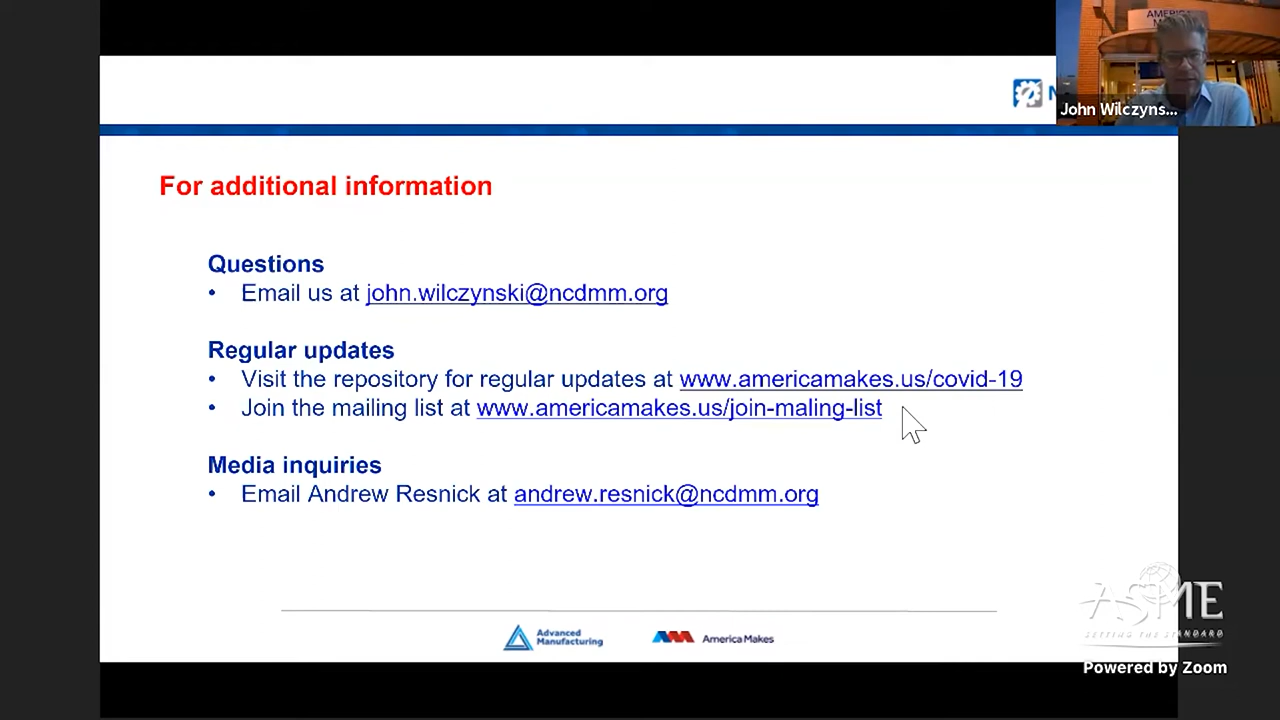 John Wilczyns...
For additional information
Questions
• Email us at john.wilczynski@ncdmm.org
Regular updates
• Visit the repository for regular updates at www.americamakes.us/covid-19
• Join the mailing list at www.americamakes.us/join-maling-list
Media inquiries
• Email Andrew Resnick at andrew.resnick@ncdmm.org
Advanced
Manufacturing
America Makes
ASME
SETTING THE STANDARD
Powered by Zoom